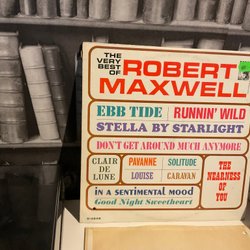 THE VERY BEST OF
ROBERT MAXWELL
EBB TIDE RUNNIN' WILD
STELLA BY STARLIGHT
DON'T GET AROUND MUCH ANYMORE
CLAIR DE LUNE
PAVANNE
SOLITUDE
LOUISE
CARAVAN
THE NEARNESS OF YOU
IN A SENTIMENTAL MOOD
Good Night Sweetheart